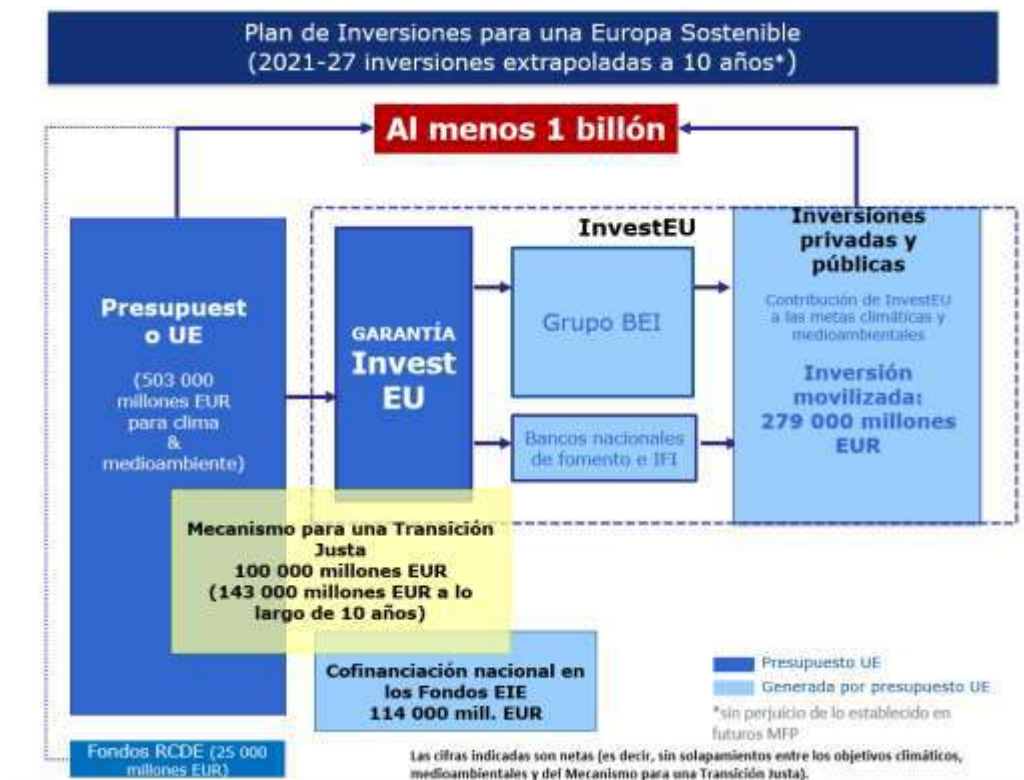 Plan de Inversiones para una Europa Sostenible
(2021-27 inversiones extrapoladas a 10 años*)
Al menos 1 billón
Presupuest
o UE
(503 000
millones EUR
para clima
&
medioambiente)
GARANTÍA
Invest
EU
InvestEU
Grupo BEI
Bancos nacionales
de fomento e IFI
Inversiones
privadas y
públicas
Contribución de InvestEU
a las metas climáticas y
medioambientales
Inversión
movilizada:
279 000 millones
EUR
Mecanismo para una Transición
Justa
100 000 millones EUR
(143 000 millones EUR a lo
largo de 10 años)
Cofinanciación nacional en
los Fondos EIE
114 000 mill. EUR
Fondos RCDE (25 000
millones EUR)
Presupuesto UE
Generada por presupuesto UE
*sin perjuicio de lo establecido en
futuros MFP
Las cifras indicadas son netas (es decir, sin solapamientos entre los objetivos climáticos,
medioambientales y del Mecanismo para una Transición Justa).